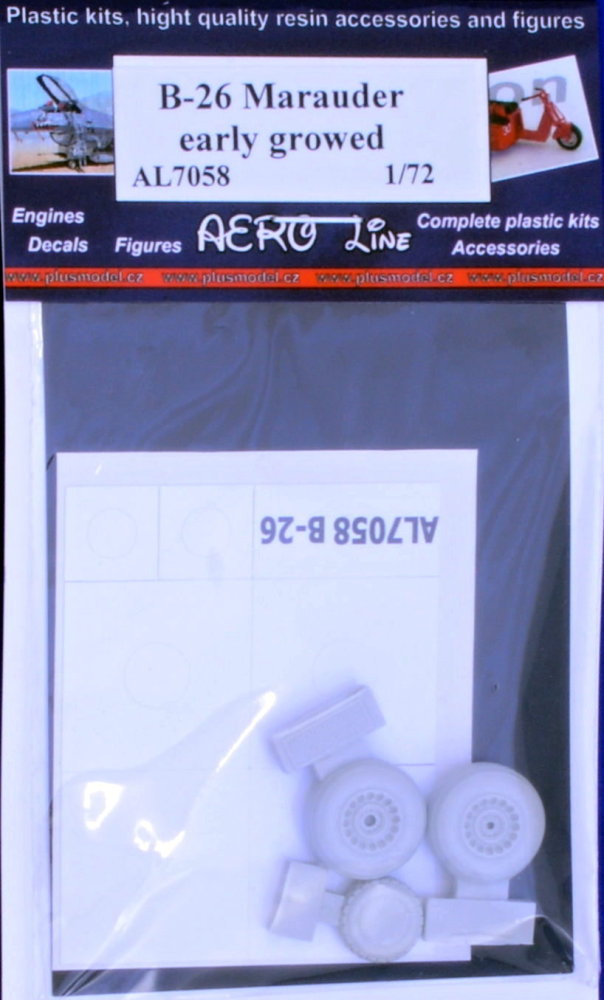 Plastic kits, hight quality resin accessories and figures
B-26 Marauder
early growed
AL7058 1/72
Engines
Decals Figures
AERO LINE
Complete plastic kits
Accessories
www.plusmodel.cz www.plusmodel.cz www.plusmodel.cz www.plusmodel.cz
AL7058 B-26